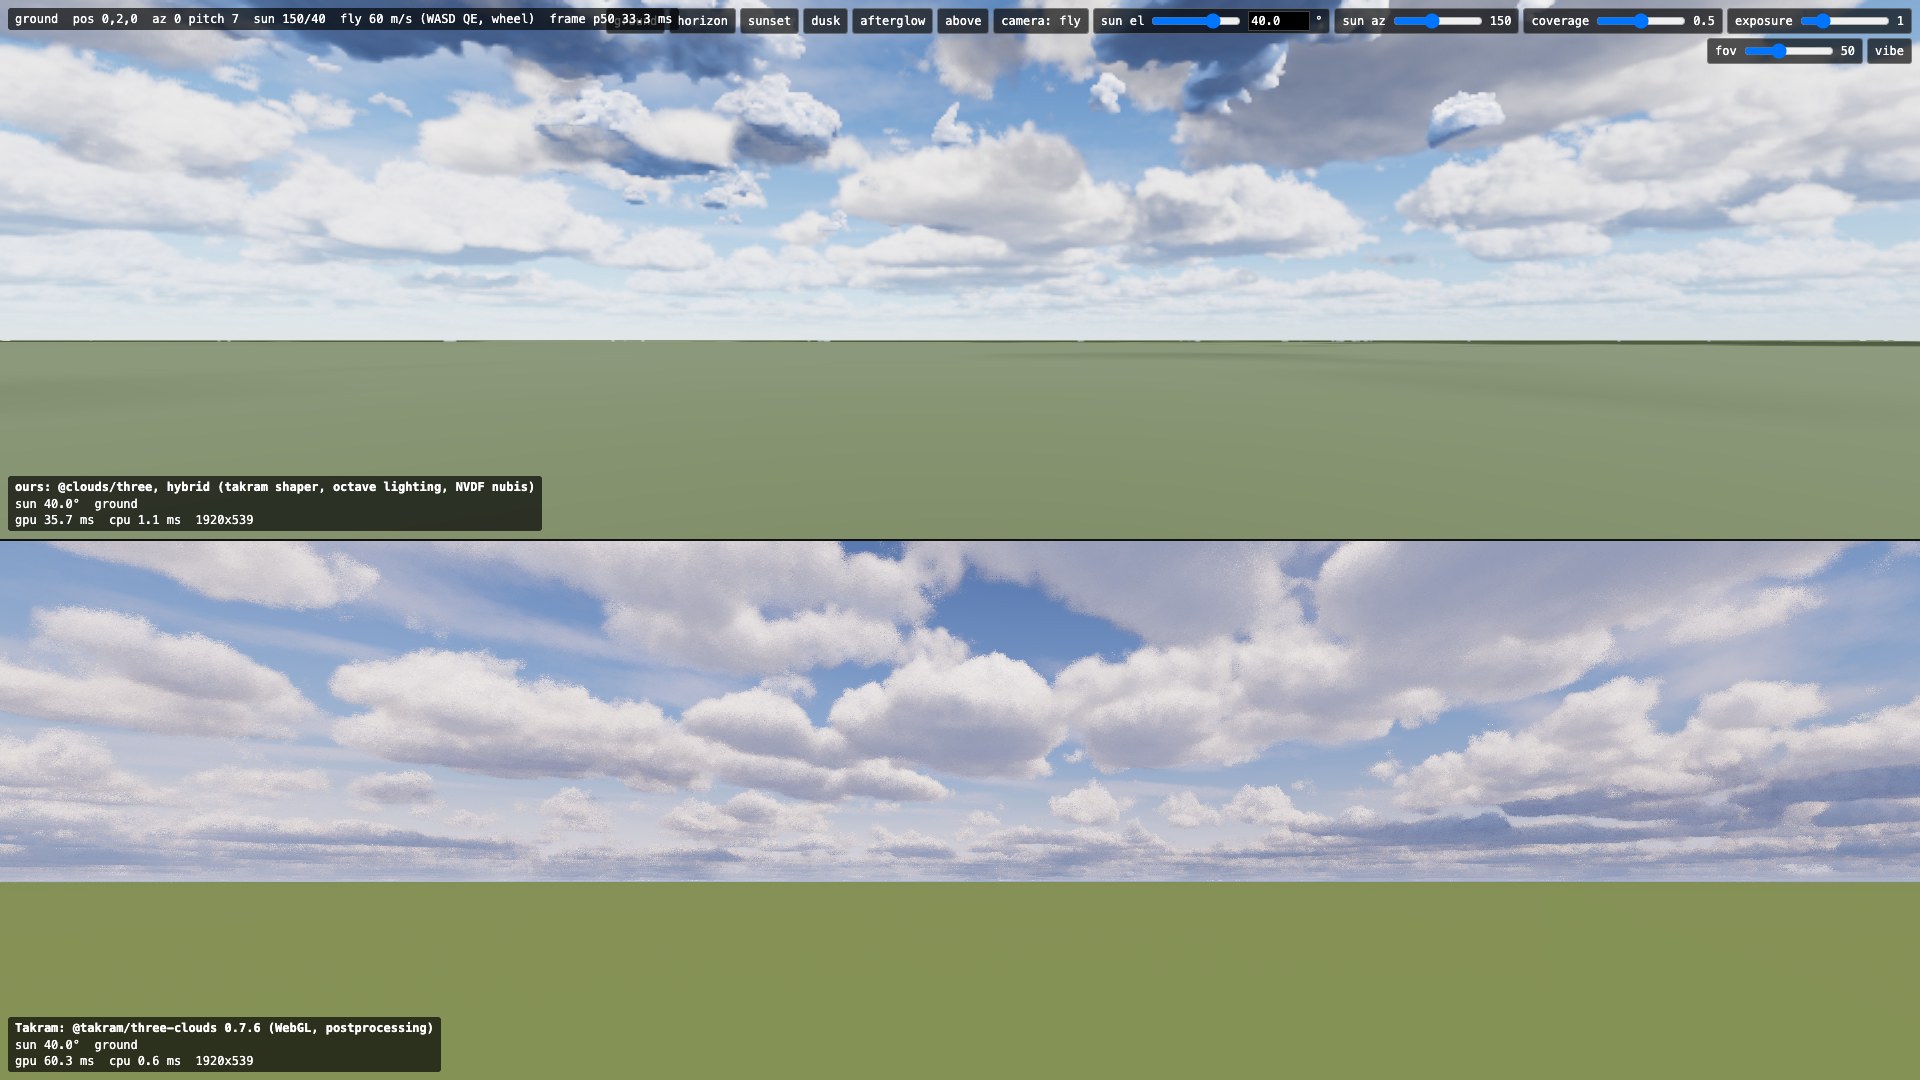 ground pos 0,2,0 az 0 pitch 7 sun 150/40 fly 60 m/s (WASD QE, wheel) frame p50 33.3 ms
horizon sunset dusk afterglow above camera: fly sun el 40.0 ° sun az 150 coverage 0.5 exposure 1
fov 50 vibe
ours: @clouds/three, hybrid (takram shaper, octave lighting, NVDF nubis)
sun 40.0° ground
gpu 35.7 ms cpu 1.1 ms 1920x539
Takram: @takram/three-clouds 0.7.6 (WebGL, postprocessing)
sun 40.0° ground
gpu 60.3 ms cpu 0.6 ms 1920x539